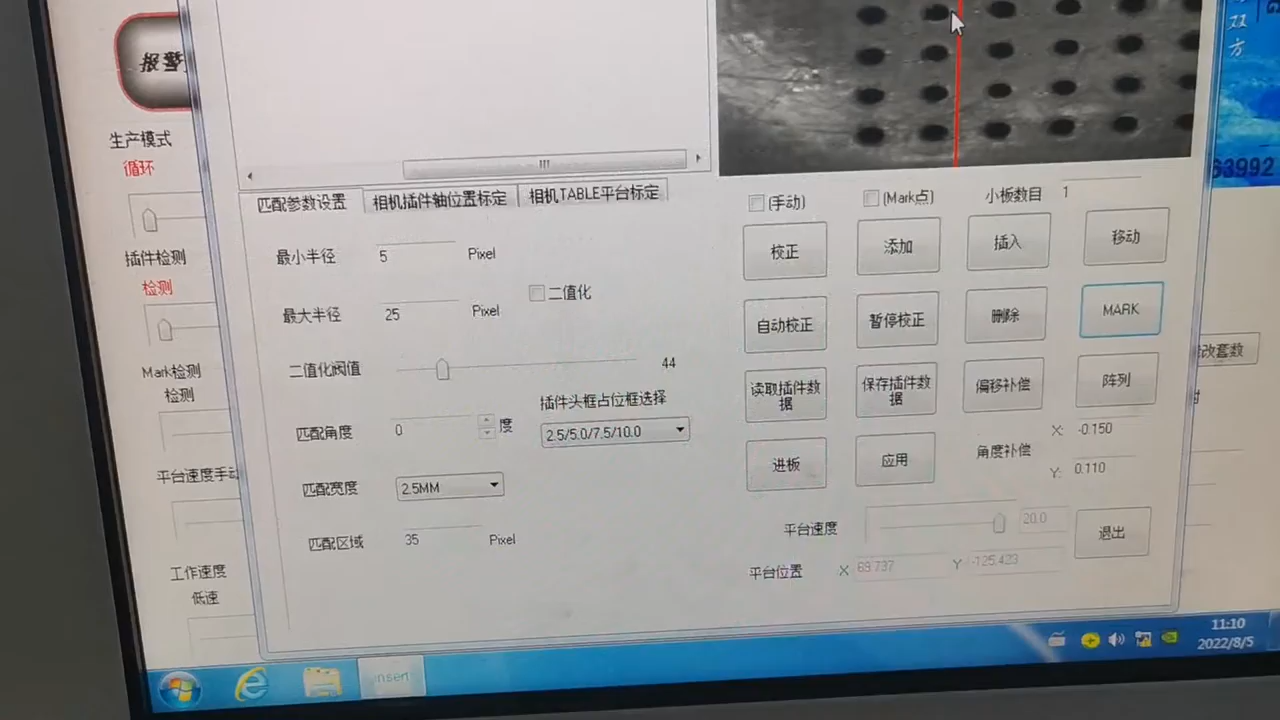 报警
生产模式
循环
插件检测
检测
Mark检测
检测
平台速度手动
工作速度
低速
匹配参数设置
相机插件轴位置标定
相机TABLE平台标定
最小半径 5 Pixel
二值化
最大半径 25 Pixel
二值化阀值 44
插件头框占位框选择
匹配角度 0 度
2.5/5.0/7.5/10.0
匹配宽度 2.5MM
匹配区域 35 Pixel
(手动)
(Mark点)
小板数目 1
校正
添加
插入
移动
自动校正
暂停校正
删除
MARK
读取插件数据
保存插件数据
偏移补偿
阵列
进板
应用
角度补偿
X: -0.150
Y: 0.110
平台速度 20.0
退出
平台位置 X 69.737 Y -125.423
改套数
双
方
63992
insert
11:10
2022/8/5